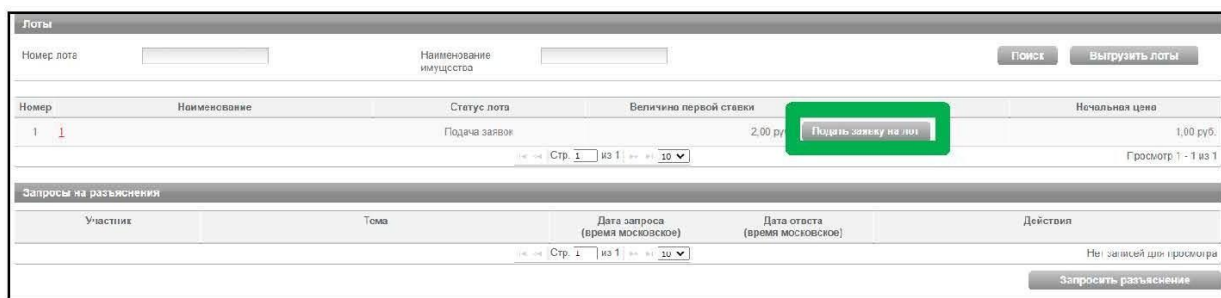 Лоты
Номер лота
Наименование
имущества
Поиск
Выгрузить лоты
Номер Наименование Статус лота Величина первой ставки Начальная цена
1 1 Подача заявок 2,00 руб Подать заявку на лот 1,00 руб.
Стр. 1 из 1 10 Просмотр 1 - 1 из 1
Запросы на разъяснения
Участник Тема Дата запроса Дата ответа Действия
(время московское) (время московское)
Стр. 1 из 1 10 Нет записей для просмотра
Запросить разъяснение